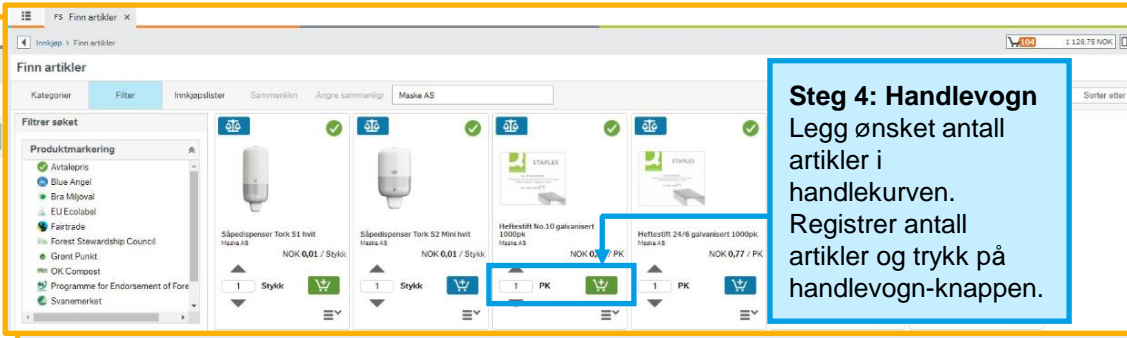 FS Finn artikler ×
Innkjøp > Finn artikler
104 1 126,75 NOK
Finn artikler
Kategorier Filter Innkjøpslister Sammenlikn Angre sammenligr Maske AS Sorter etter
Filtrer søket
Produktmarkering
Avtalepris
Blue Angel
Bra Miljøval
EU Ecolabel
Fairtrade
Forest Stewardship Council
Grønt Punkt
OK Compost
Programme for Endorsement of Fore
Svanemerket
Såpedispenser Tork S1 hvit
Maske AS
NOK 0,01 / Stykk
1 Stykk
Såpedispenser Tork S2 Mini hvit
Maske AS
NOK 0,01 / Stykk
1 Stykk
STAPLES
Heftestift No.10 galvanisert
1000pk
Maske AS
NOK 0, / PK
1 PK
STAPLES
Heftestift 24/6 galvanisert 1000pk
Maske AS
NOK 0,77 / PK
1 PK
Steg 4: Handlevogn
Legg ønsket antall
artikler i
handlekurven.
Registrer antall
artikler og trykk på
handlevogn-knappen.